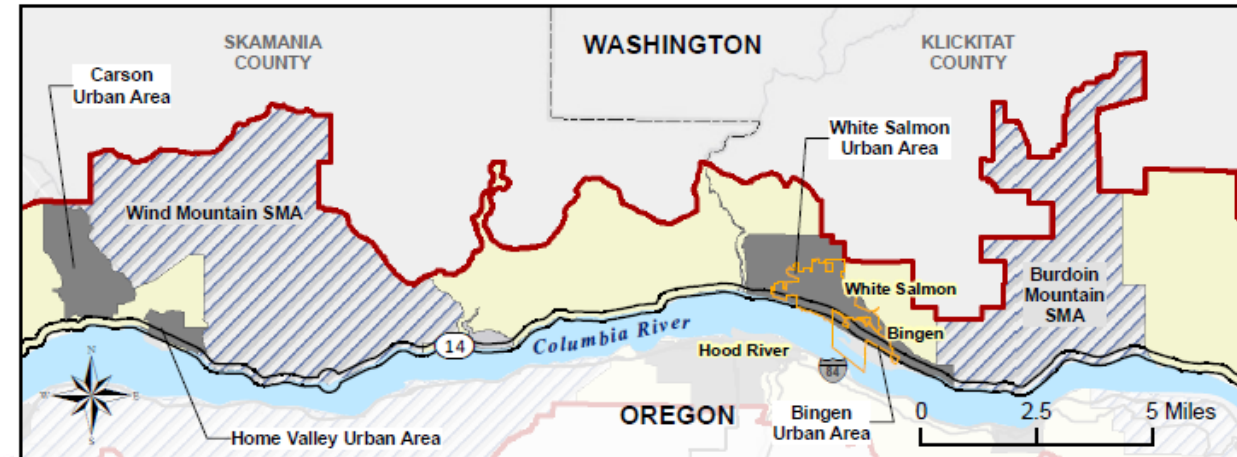 SKAMANIA
COUNTY
WASHINGTON
KLICKITAT
COUNTY
Carson
Urban Area
White Salmon
Urban Area
Wind Mountain SMA
White Salmon
Burdoin
Mountain
SMA
Bingen
14
Columbia River
Hood River
84
N
W
E
S
Home Valley Urban Area
OREGON
Bingen
Urban Area
0 2.5 5 Miles